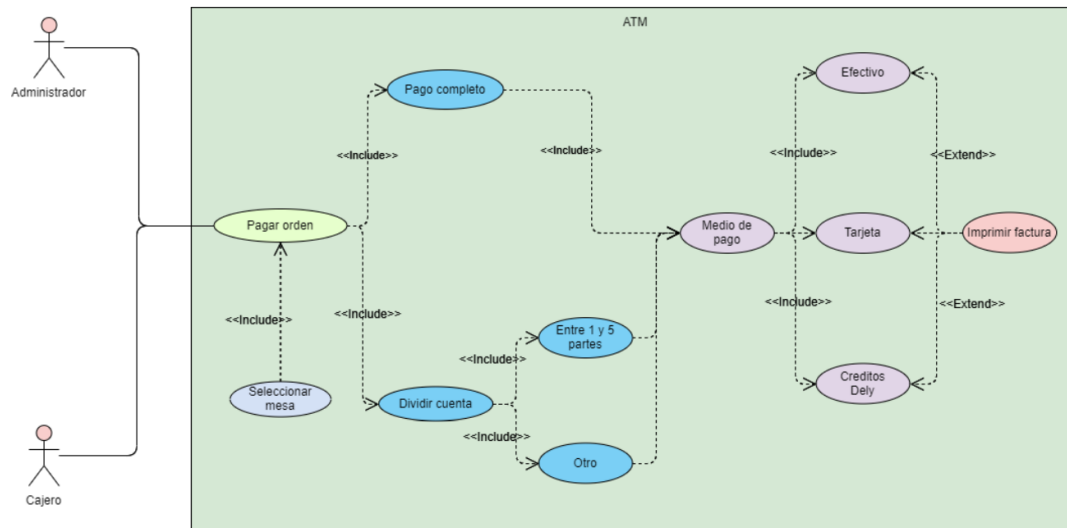 ATM
Administrador
Efectivo
Pago completo
<<Include>>
<<Include>>
<<Include>>
<<Extend>>
Pagar orden
Medio de
pago
Tarjeta
Imprimir factura
<<Include>>
<<Include>>
<<Include>>
<<Extend>>
Entre 1 y 5
partes
<<Include>>
Seleccionar
mesa
Dividir cuenta
Creditos
Dely
<<Include>>
Otro
Cajero